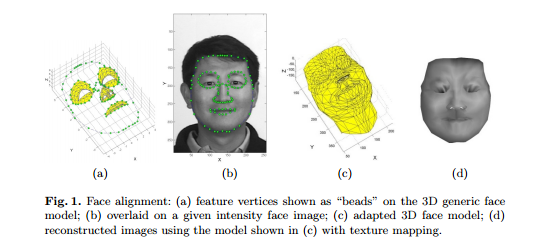 (a)
(b)
(c)
(d)
Fig. 1. Face alignment: (a) feature vertices shown as “beads” on the 3D generic face
model; (b) overlaid on a given intensity face image; (c) adapted 3D face model; (d)
reconstructed images using the model shown in (c) with texture mapping.